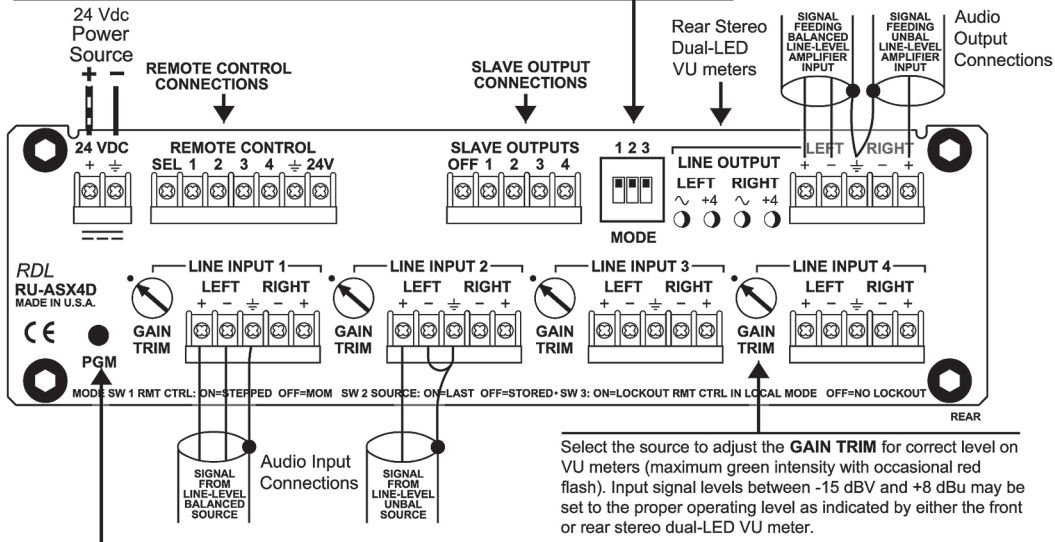 24 Vdc
Power
Source
+ −
REMOTE CONTROL
CONNECTIONS
SLAVE OUTPUT
CONNECTIONS
Rear Stereo
Dual-LED
VU meters
SIGNAL
FEEDING
BALANCED
LINE-LEVEL
AMPLIFIER
INPUT
SIGNAL
FEEDING
UNBAL
LINE-LEVEL
AMPLIFIER
INPUT
Audio
Output
Connections
24 VDC
+ ⏚
REMOTE CONTROL
SEL 1 2 3 4 ⏚ 24V
SLAVE OUTPUTS
OFF 1 2 3 4
1 2 3
MODE
LINE OUTPUT
LEFT RIGHT
∿ +4 ∿ +4
LEFT RIGHT
+ − ⏚ − +
RDL
RU-ASX4D
MADE IN U.S.A.
CE
PGM
LINE INPUT 1
LEFT RIGHT
+ − ⏚ − +
GAIN
TRIM
LINE INPUT 2
LEFT RIGHT
+ − ⏚ − +
GAIN
TRIM
LINE INPUT 3
LEFT RIGHT
+ − ⏚ − +
GAIN
TRIM
LINE INPUT 4
LEFT RIGHT
+ − ⏚ − +
GAIN
TRIM
MODE SW 1 RMT CTRL: ON=STEPPED OFF=MOM SW 2 SOURCE: ON=LAST OFF=STORED • SW 3: ON=LOCKOUT RMT CTRL IN LOCAL MODE OFF=NO LOCKOUT
REAR
SIGNAL
FROM
LINE-LEVEL
BALANCED
SOURCE
Audio Input
Connections
SIGNAL
FROM
LINE-LEVEL
UNBAL
SOURCE
Select the source to adjust the GAIN TRIM for correct level on
VU meters (maximum green intensity with occasional red
flash). Input signal levels between -15 dBV and +8 dBu may be
set to the proper operating level as indicated by either the front
or rear stereo dual-LED VU meter.